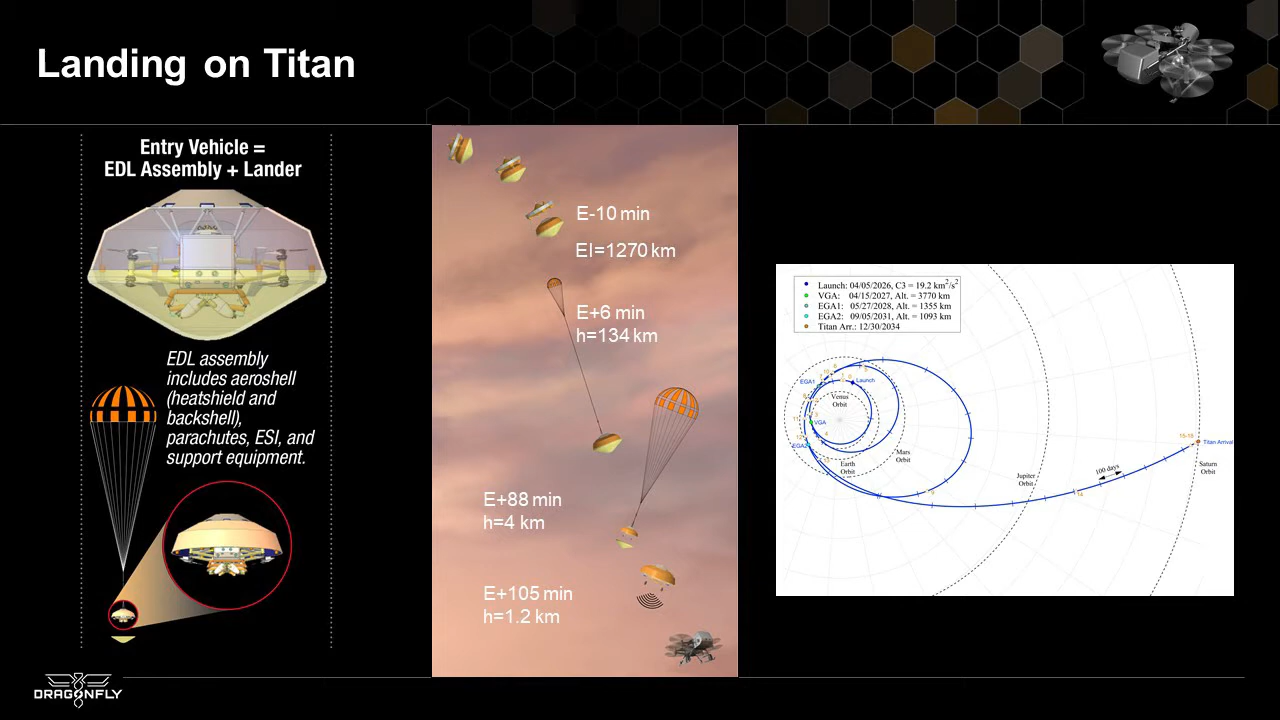 Landing on Titan
Entry Vehicle =
EDL Assembly + Lander
EDL assembly
includes aeroshell
(heatshield and
backshell),
parachutes, ESI, and
support equipment.
E-10 min
EI=1270 km
E+6 min
h=134 km
E+88 min
h=4 km
E+105 min
h=1.2 km
Launch: 04/05/2026, C3 = 19.2 km²/s²
VGA: 04/15/2027, Alt. = 3770 km
EGA1: 05/27/2028, Alt. = 1355 km
EGA2: 09/05/2031, Alt. = 1093 km
Titan Arr.: 12/30/2034
EGA1
Launch
Venus
Orbit
VGA
EGA2
Earth
Orbit
Mars
Orbit
Jupiter
Orbit
100 days
14
15-15
Titan Arrival
Saturn
Orbit
DRAGONFLY